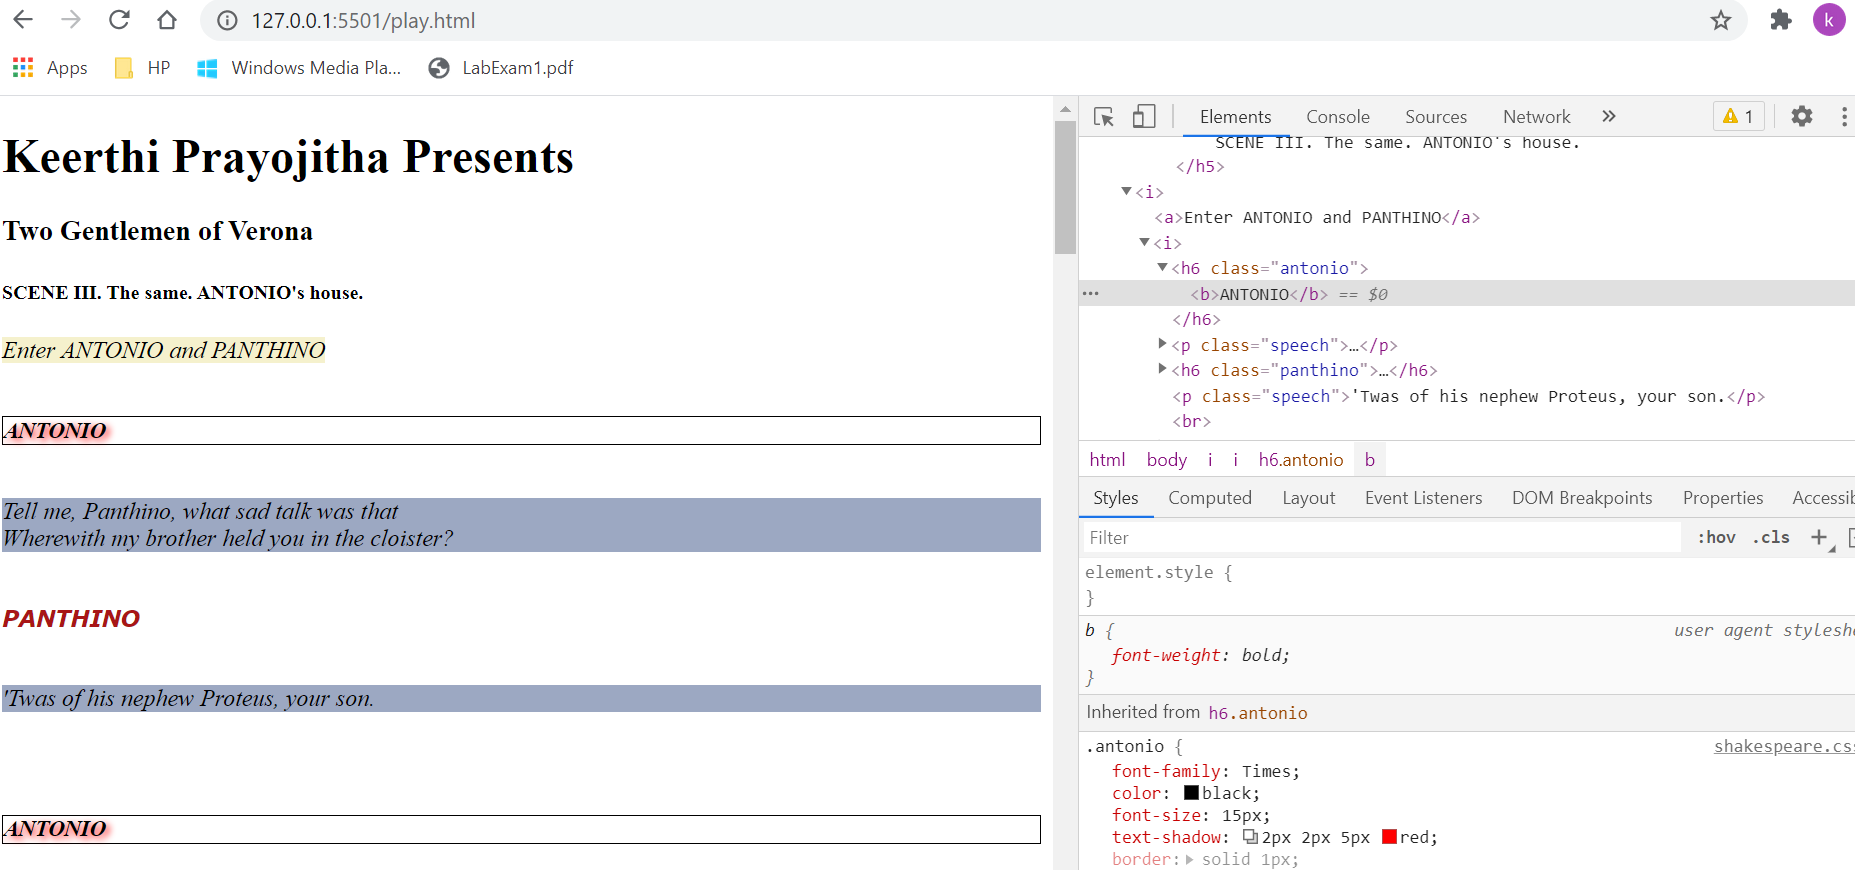 127.0.0.1:5501/play.html
k
Apps
HP
Windows Media Pla...
LabExam1.pdf
Keerthi Prayojitha Presents
Two Gentlemen of Verona
SCENE III. The same. ANTONIO's house.
Enter ANTONIO and PANTHINO
ANTONIO
Tell me, Panthino, what sad talk was that
Wherewith my brother held you in the cloister?
PANTHINO
'Twas of his nephew Proteus, your son.
ANTONIO
Elements Console Sources Network » 1
SCENE III. The same. ANTONIO's house.
</h5>
<i>
<a>Enter ANTONIO and PANTHINO</a>
<i>
<h6 class="antonio">
... <b>ANTONIO</b> == $0
</h6>
<p class="speech">…</p>
<h6 class="panthino">…</h6>
<p class="speech">'Twas of his nephew Proteus, your son.</p>
<br>
html body i i h6.antonio b
Styles Computed Layout Event Listeners DOM Breakpoints Properties Accessib
Filter :hov .cls +
element.style {
}
b { user agent stylesh
font-weight: bold;
}
Inherited from h6.antonio
.antonio { shakespeare.css
font-family: Times;
color: black;
font-size: 15px;
text-shadow: 2px 2px 5px red;
border: solid 1px;